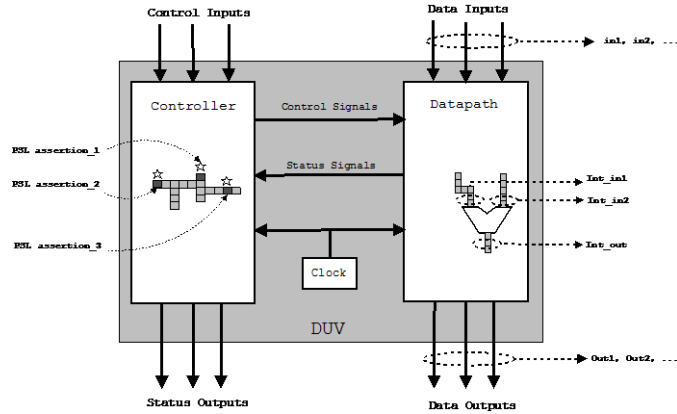 Control Inputs
Data Inputs
in1, in2, ...
Controller
Control Signals
Datapath
PSL assertion_1
Status Signals
PSL assertion_2
Int_in1
Int_in2
PSL assertion_3
Int_out
Clock
DUV
Out1, Out2, ...
Status Outputs
Data Outputs